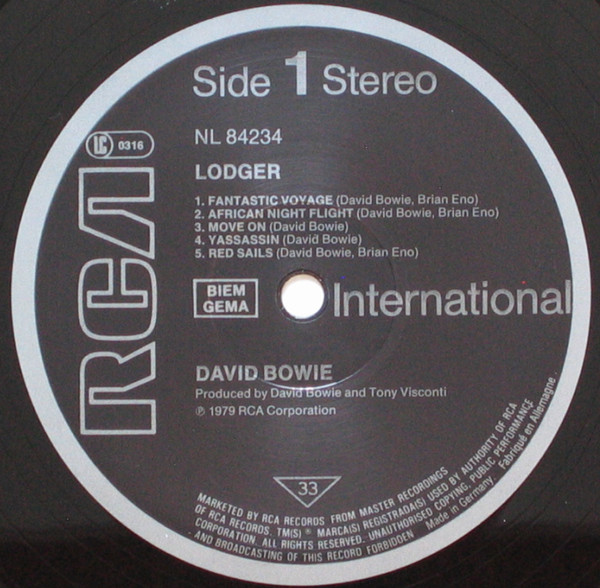 Side 1 Stereo
LC 0316
NL 84234
LODGER
1. FANTASTIC VOYAGE (David Bowie, Brian Eno)
2. AFRICAN NIGHT FLIGHT (David Bowie, Brian Eno)
3. MOVE ON (David Bowie)
4. YASSASSIN (David Bowie)
5. RED SAILS (David Bowie, Brian Eno)
RCA
BIEM
GEMA
International
DAVID BOWIE
Produced by David Bowie and Tony Visconti
℗ 1979 RCA Corporation
33
MARKETED BY RCA RECORDS FROM MASTER RECORDINGS
OF RCA RECORDS. TM(S) ® MARCA(S) REGISTRADA(S) USED BY AUTHORITY OF RCA
CORPORATION. ALL RIGHTS RESERVED. UNAUTHORISED COPYING, PUBLIC PERFORMANCE
AND BROADCASTING OF THIS RECORD FORBIDDEN Made in Germany. Fabriqué en Allemagne.